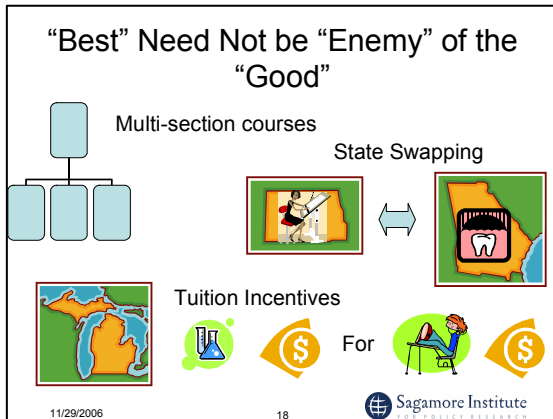 “Best” Need Not be “Enemy” of the
“Good”
Multi-section courses
State Swapping
Tuition Incentives
$
For
$
11/29/2006
18
Sagamore Institute
FOR POLICY RESEARCH